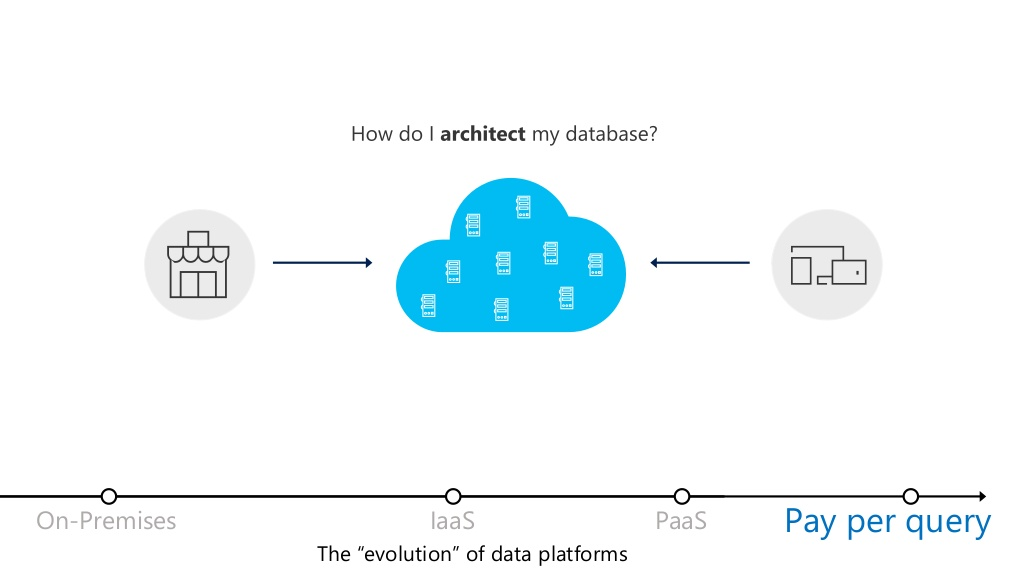 How do I architect my database?
On-Premises
IaaS
PaaS
Pay per query
The “evolution” of data platforms